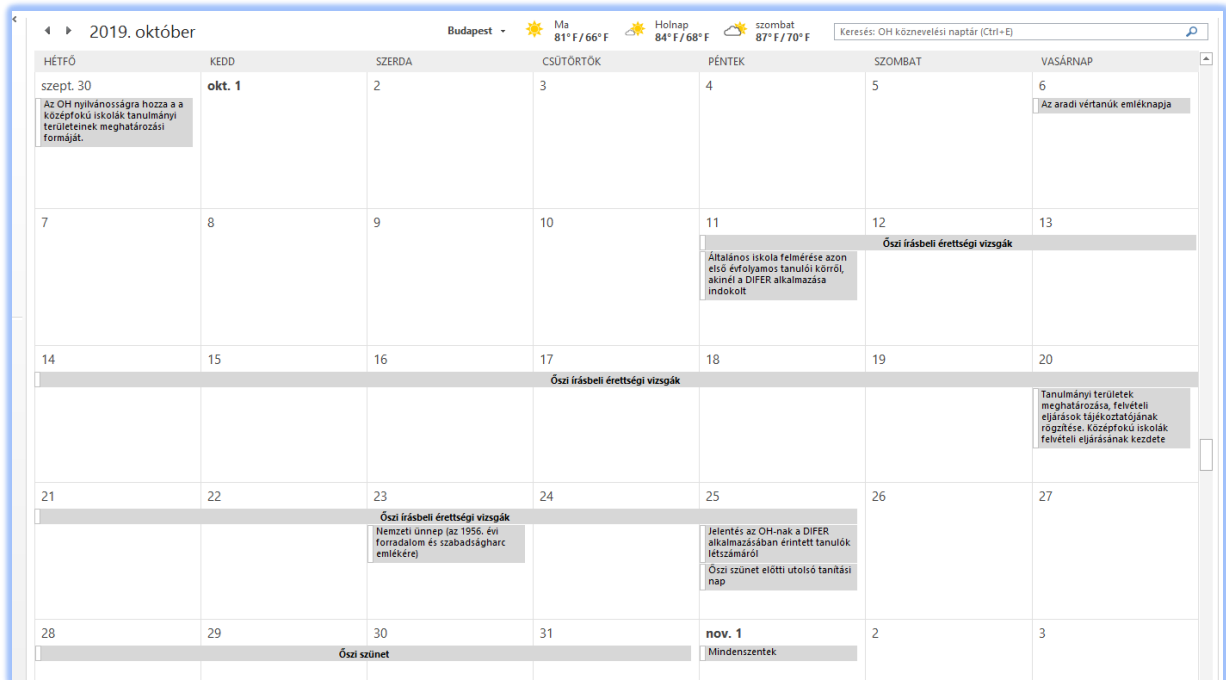 2019. október
Budapest
Ma
81° F / 66° F
Holnap
84° F / 68° F
szombat
87° F / 70° F
Keresés: OH köznevelési naptár (Ctrl+E)
HÉTFŐ KEDD SZERDA CSÜTÖRTÖK PÉNTEK SZOMBAT VASÁRNAP
szept. 30 okt. 1 2 3 4 5 6
Az OH nyilvánosságra hozza a a
középfokú iskolák tanulmányi
területeinek meghatározási
formáját.
Az aradi vértanúk emléknapja
7 8 9 10 11 12 13
Őszi írásbeli érettségi vizsgák
Általános iskola felmérése azon
első évfolyamos tanulói körről,
akinél a DIFER alkalmazása
indokolt
14 15 16 17 18 19 20
Őszi írásbeli érettségi vizsgák
Tanulmányi területek
meghatározása, felvételi
eljárások tájékoztatójának
rögzítése. Középfokú iskolák
felvételi eljárásának kezdete
21 22 23 24 25 26 27
Őszi írásbeli érettségi vizsgák
Nemzeti ünnep (az 1956. évi
forradalom és szabadságharc
emlékére)
Jelentés az OH-nak a DIFER
alkalmazásában érintett tanulók
létszámáról
Őszi szünet előtti utolsó tanítási
nap
28 29 30 31 nov. 1 2 3
Őszi szünet
Mindenszentek